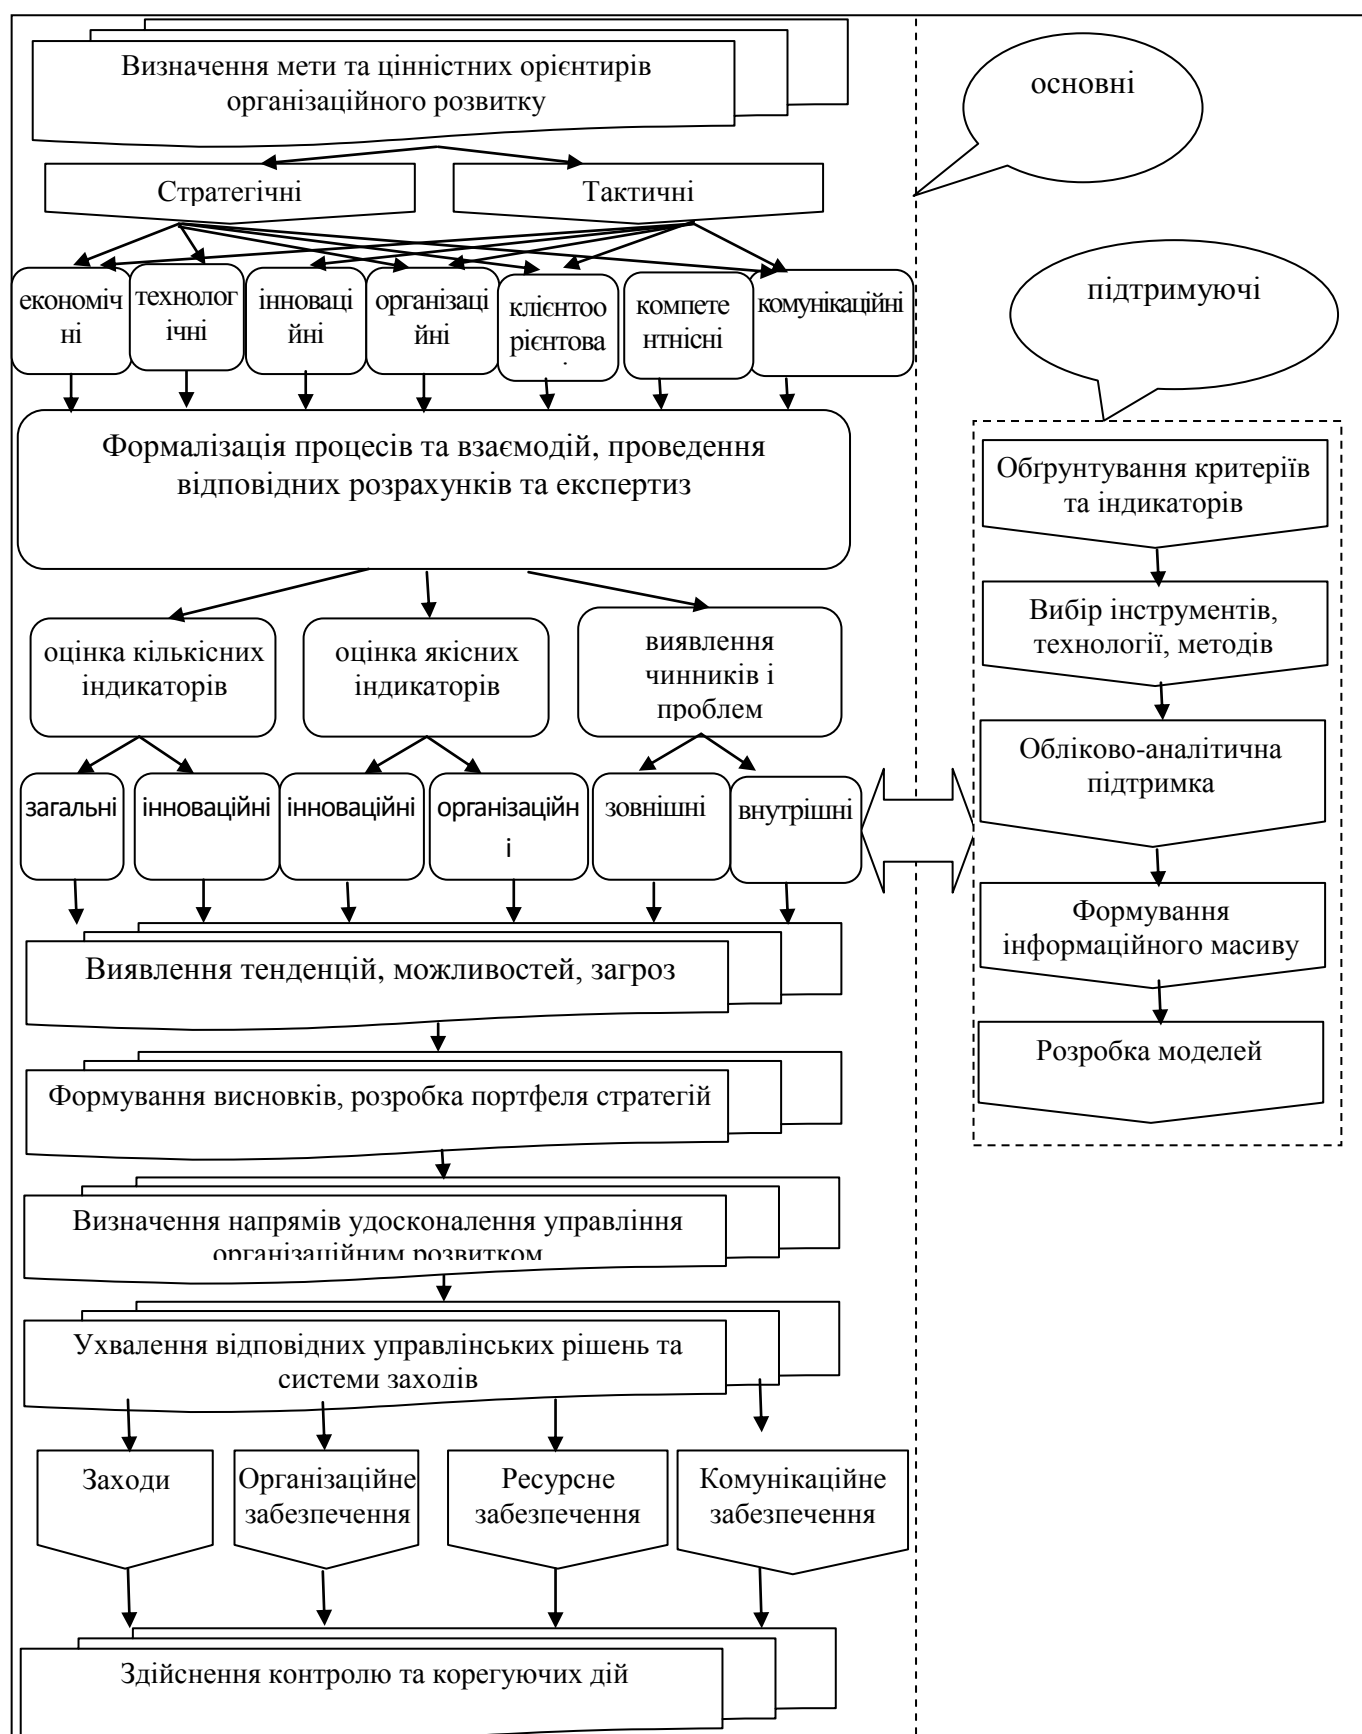 Визначення мети та цінністних орієнтирів
організаційного розвитку
основні
Стратегічні
Тактичні
підтримуючі
економіч
ні
технолог
ічні
інноваці
йні
організаці
йні
клієнтоо
рієнтова
компете
нтнісні
комунікаційні
Формалізація процесів та взаємодій, проведення
відповідних розрахунків та експертиз
Обґрунтування критеріїв
та індикаторів
Вибір інструментів,
технології, методів
оцінка кількісних
індикаторів
оцінка якісних
індикаторів
виявлення
чинників і
проблем
Обліково-аналітична
підтримка
загальні
інноваційні
інноваційні
організаційн
і
зовнішні
внутрішні
Формування
інформаційного масиву
Виявлення тенденцій, можливостей, загроз
Розробка моделей
Формування висновків, розробка портфеля стратегій
Визначення напрямів удосконалення управління
організаційним розвитком
Ухвалення відповідних управлінських рішень та
системи заходів
Заходи
Організаційне
забезпечення
Ресурсне
забезпечення
Комунікаційне
забезпечення
Здійснення контролю та корегуючих дій